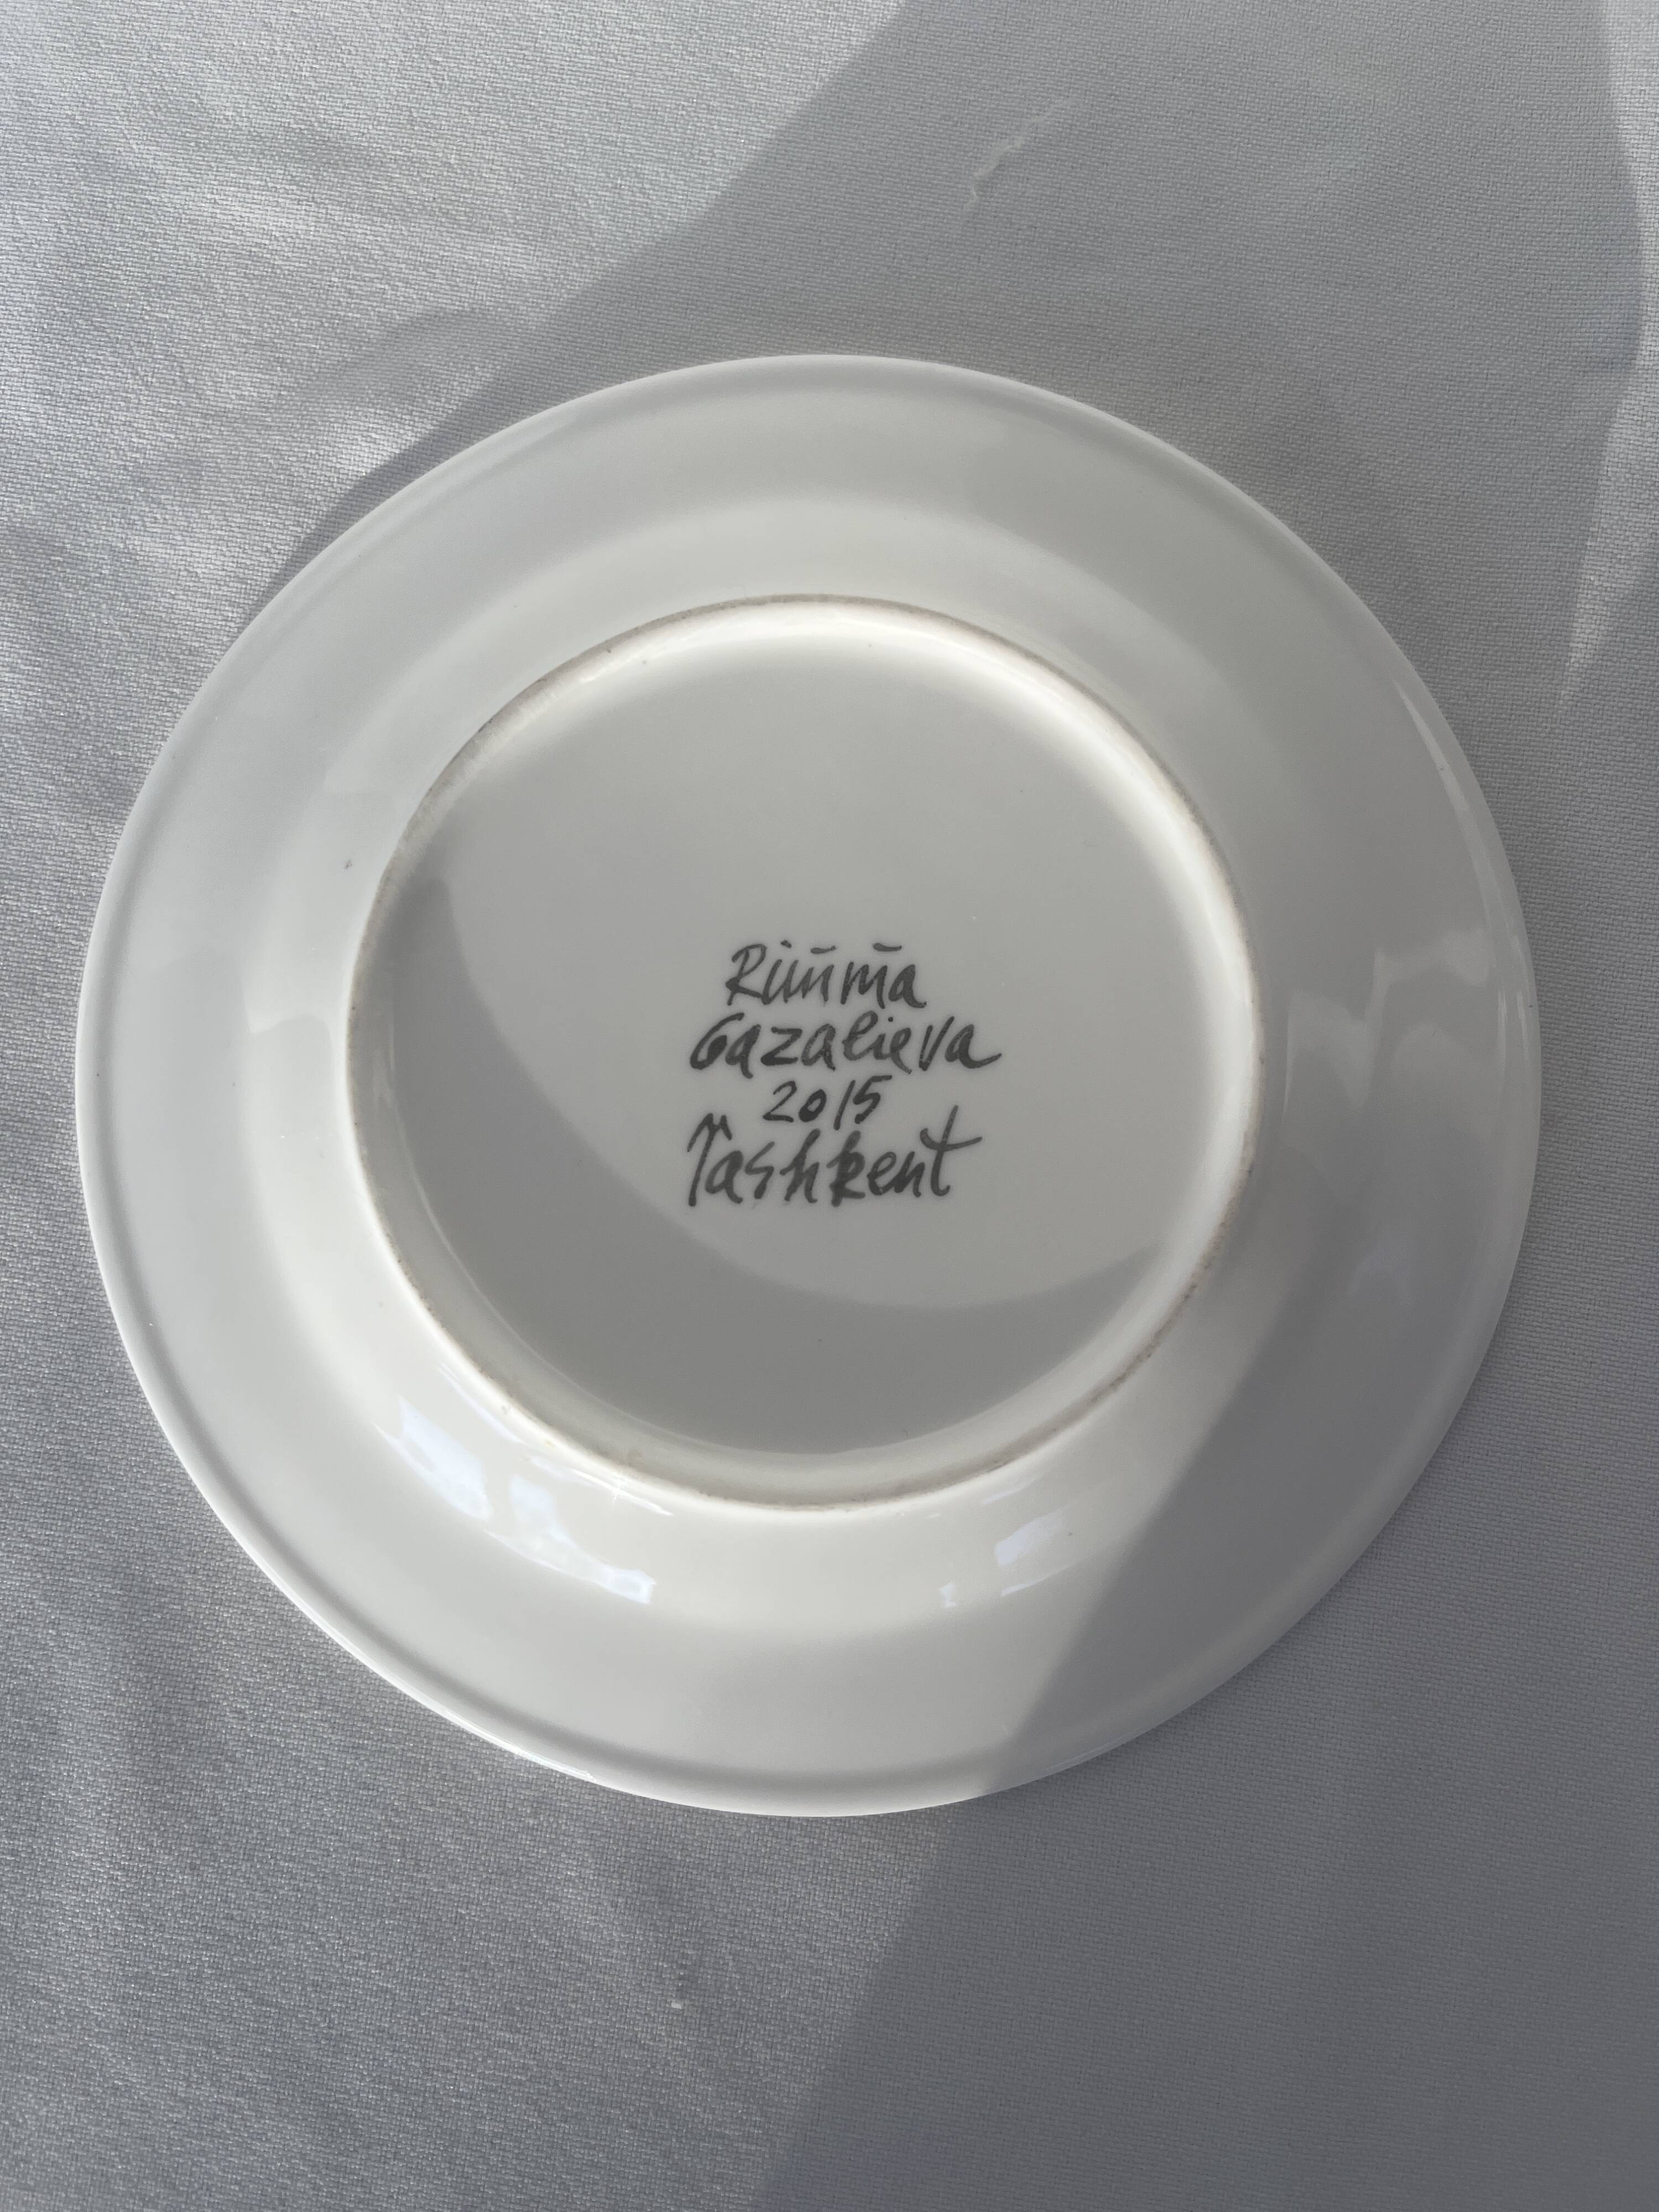 Rimma
Gazalieva
2015
Tashkent